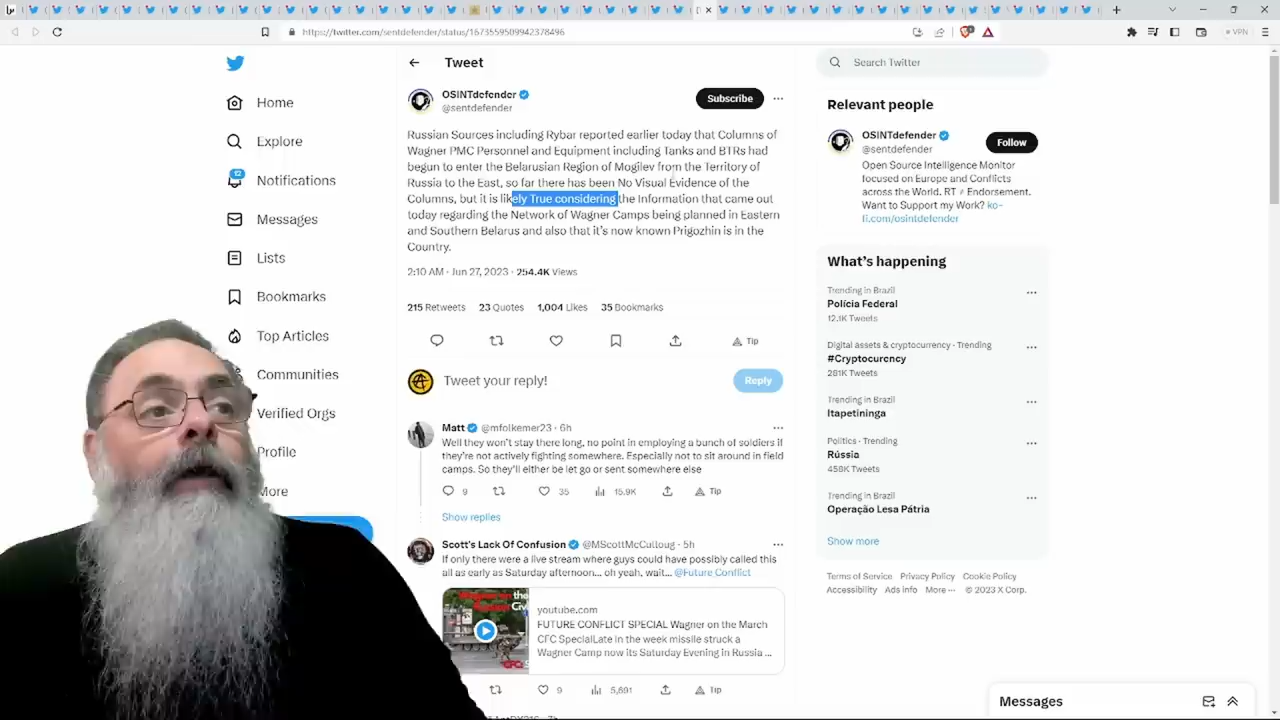 https://twitter.com/sentdefender/status/1673559509942378496
VPN
Home
Explore
12
Notifications
Messages
Lists
Bookmarks
Top Articles
Communities
Verified Orgs
Profile
More
Tweet
OSINTdefender
@sentdefender
Subscribe
Russian Sources including Rybar reported earlier today that Columns of
Wagner PMC Personnel and Equipment including Tanks and BTRs had
begun to enter the Belarusian Region of Mogilev from the Territory of
Russia to the East, so far there has been No Visual Evidence of the
Columns, but it is likely True considering the Information that came out
today regarding the Network of Wagner Camps being planned in Eastern
and Southern Belarus and also that it's now known Prigozhin is in the
Country.
2:10 AM · Jun 27, 2023 · 254.4K Views
215 Retweets 23 Quotes 1,004 Likes 35 Bookmarks
Tip
Tweet your reply!
Reply
Matt @mfolkemer23 · 6h
Well they won't stay there long, no point in employing a bunch of soldiers if
they're not actively fighting somewhere. Especially not to sit around in field
camps. So they'll either be let go or sent somewhere else
9 35 15.9K Tip
Show replies
Scott's Lack Of Confusion @MScottMcCulloug · 5h
If only there were a live stream where guys could have possibly called this
all as early as Saturday afternoon... oh yeah, wait... @Future_Conflict
youtube.com
FUTURE CONFLICT SPECIAL Wagner on the March
CFC SpecialLate in the week missile struck a
Wagner Camp now its Saturday Evening in Russia ...
9 5,691 Tip
Search Twitter
Relevant people
OSINTdefender
@sentdefender
Follow
Open Source Intelligence Monitor
focused on Europe and Conflicts
across the World. RT ≠ Endorsement.
Want to Support my Work? ko-
fi.com/osintdefender
What's happening
Trending in Brazil
Polícia Federal
12.1K Tweets
Digital assets & cryptocurrency · Trending
#Cryptocurency
281K Tweets
Trending in Brazil
Itapetininga
Politics · Trending
Rússia
458K Tweets
Trending in Brazil
Operação Lesa Pátria
Show more
Terms of Service Privacy Policy Cookie Policy
Accessibility Ads info More ··· © 2023 X Corp.
Messages